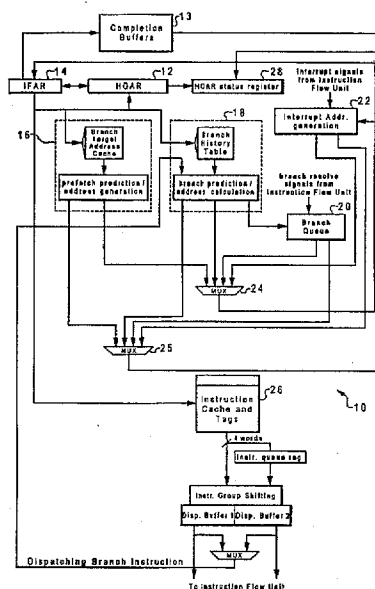 Completion
Buffers
13
14
12
28
IFAR
HGAR
HGAR status register
Interrupt signals
from Instruction
Flow Unit
22
Interrupt Addr.
generation
16
18
Branch
Target
Address
Cache
Branch
History
Table
prefetch prediction/
address generation
branch prediction/
address calculation
branch resolve
signals from
Instruction Flow Unit
20
Branch
Queue
MUX
24
MUX
25
26
Instruction
Cache and
Tags
10
4 words
Instr. queue tag
Instr. Group Shifting
Disp. Buffer 1
Disp. Buffer 2
MUX
Dispatching Branch Instruction
To Instruction Flow Unit